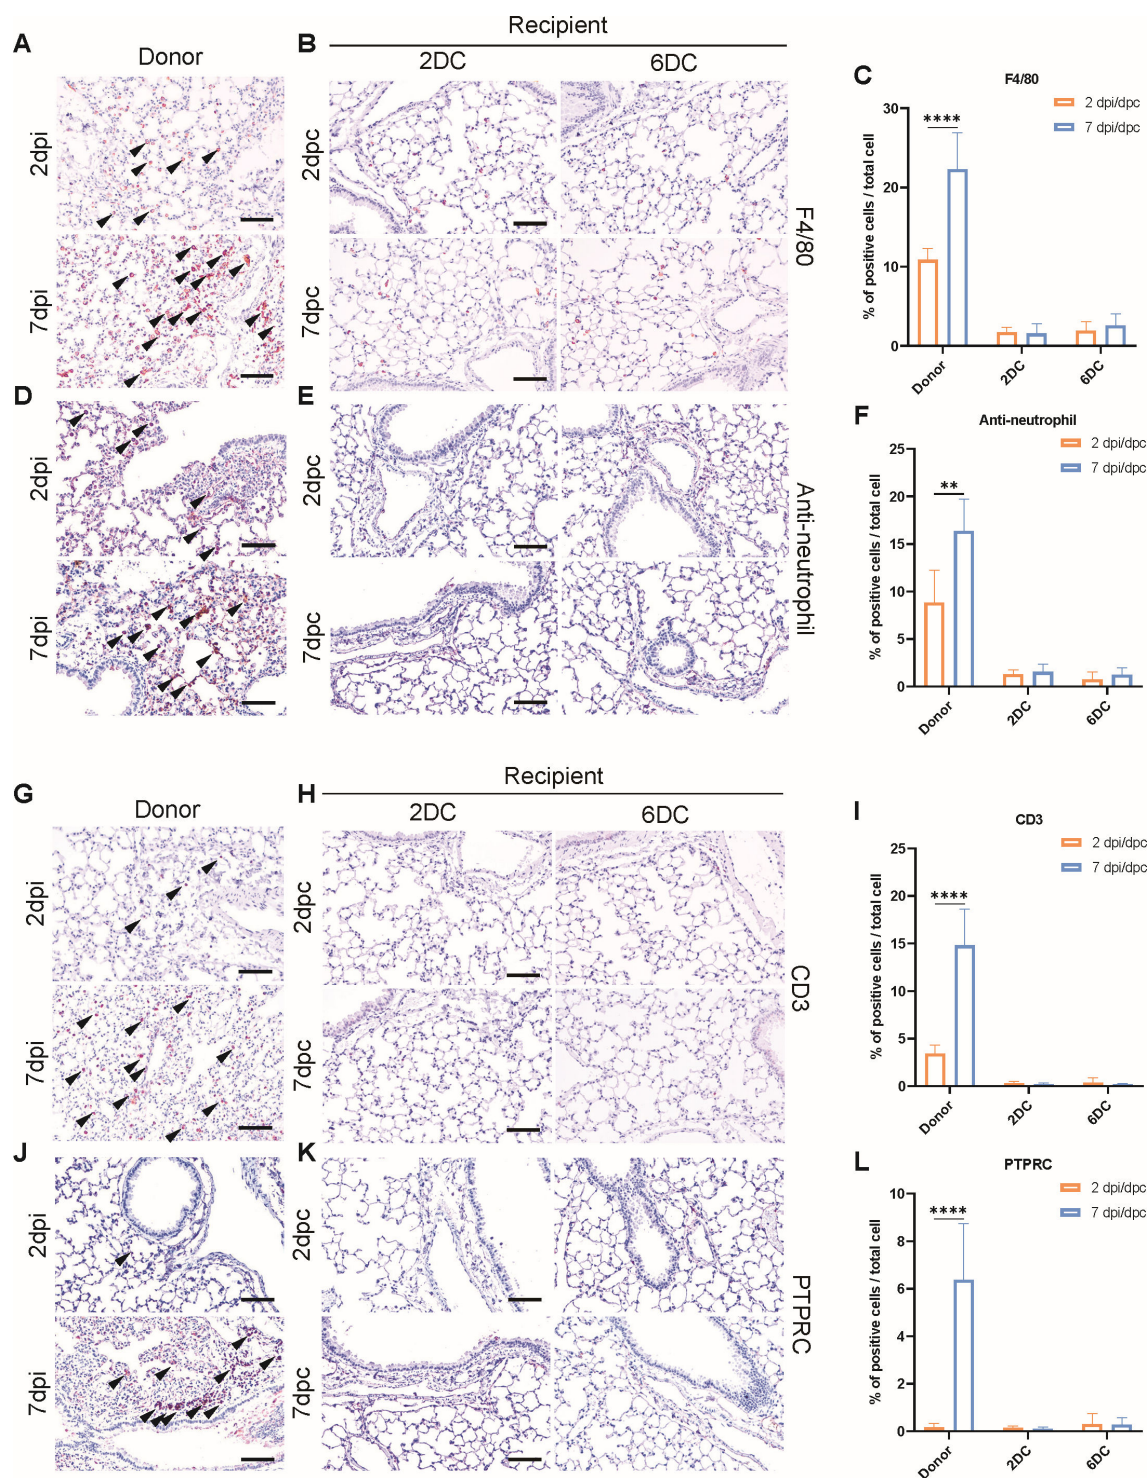 Recipient
A
B
Donor
2DC
6DC
2dpi
2dpc
7dpi
7dpc
F4/80
C
F4/80
2 dpi/dpc
7 dpi/dpc
****
% of positive cells / total cell
30
20
10
0
Donor
2DC
6DC
D
E
2dpi
2dpc
7dpi
7dpc
Anti-neutrophil
F
Anti-neutrophil
2 dpi/dpc
7 dpi/dpc
**
% of positive cells / total cell
25
20
15
10
5
0
Donor
2DC
6DC
Recipient
G
H
Donor
2DC
6DC
2dpi
2dpc
7dpi
7dpc
CD3
I
CD3
2 dpi/dpc
7 dpi/dpc
****
% of positive cells / total cell
25
20
15
10
5
0
Donor
2DC
6DC
J
K
2dpi
2dpc
7dpi
7dpc
PTPRC
L
PTPRC
2 dpi/dpc
7 dpi/dpc
****
% of positive cells / total cell
10
8
6
4
2
0
Donor
2DC
6DC